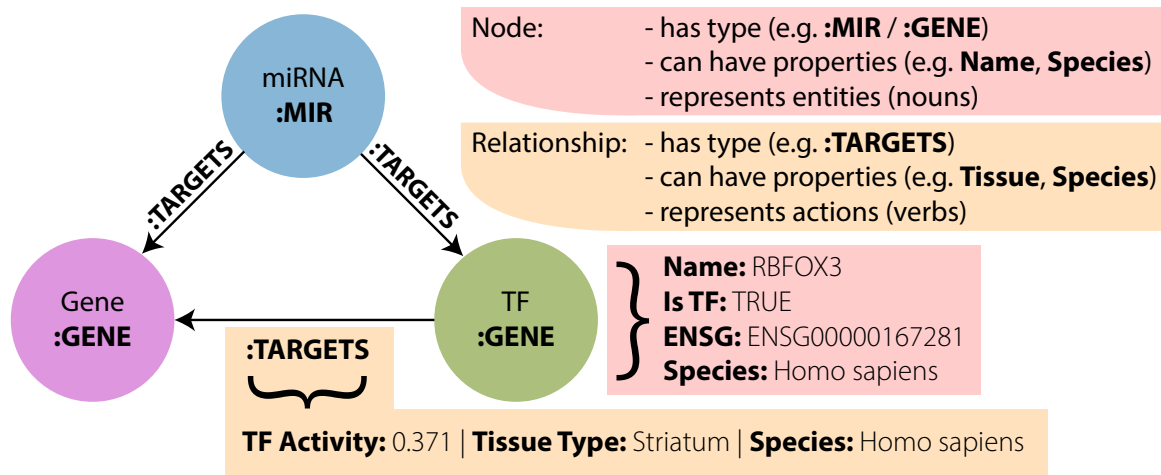 miRNA
:MIR
:TARGETS
:TARGETS
Gene
:GENE
TF
:GENE
:TARGETS
Node: - has type (e.g. :MIR / :GENE)
- can have properties (e.g. Name, Species)
- represents entities (nouns)
Relationship: - has type (e.g. :TARGETS)
- can have properties (e.g. Tissue, Species)
- represents actions (verbs)
Name: RBFOX3
Is TF: TRUE
ENSG: ENSG00000167281
Species: Homo sapiens
TF Activity: 0.371 | Tissue Type: Striatum | Species: Homo sapiens